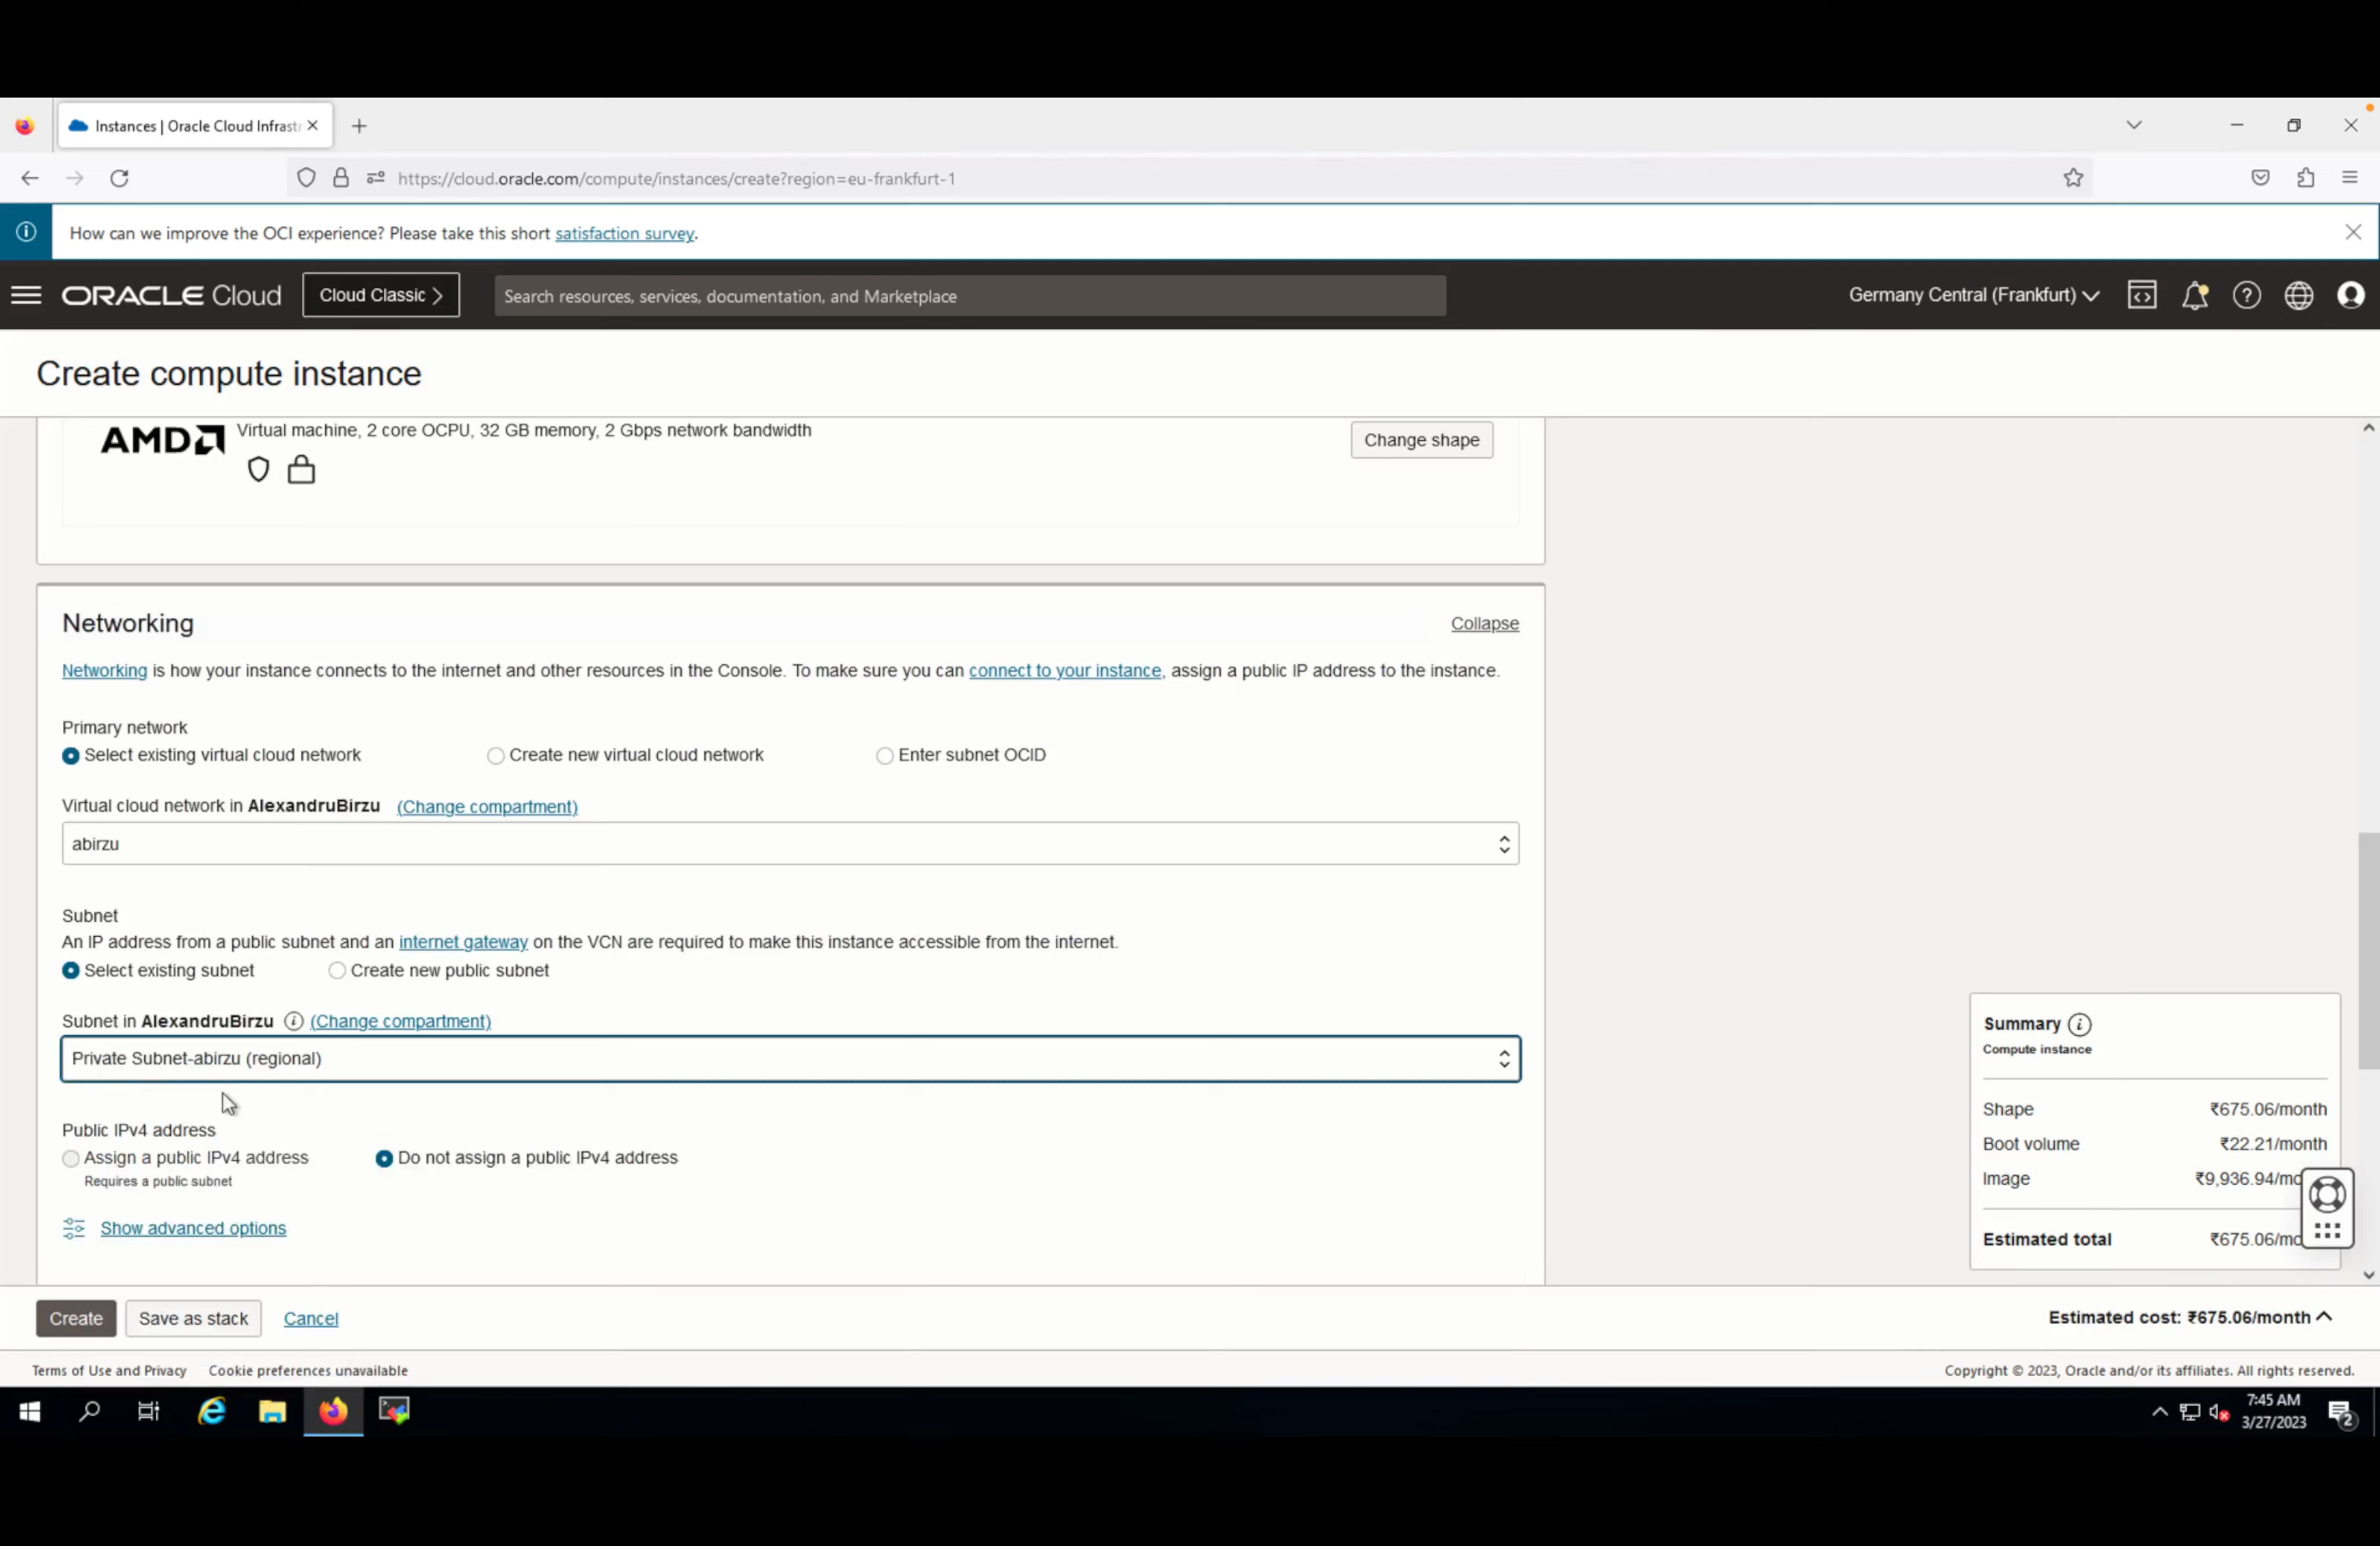 Instances | Oracle Cloud Infrastr
https://cloud.oracle.com/compute/instances/create?region=eu-frankfurt-1
How can we improve the OCI experience? Please take this short satisfaction survey.
ORACLE Cloud
Cloud Classic
Search resources, services, documentation, and Marketplace
Germany Central (Frankfurt)
Create compute instance
AMD
Virtual machine, 2 core OCPU, 32 GB memory, 2 Gbps network bandwidth
Change shape
Networking
Collapse
Networking is how your instance connects to the internet and other resources in the Console. To make sure you can connect to your instance, assign a public IP address to the instance.
Primary network
Select existing virtual cloud network
Create new virtual cloud network
Enter subnet OCID
Virtual cloud network in AlexandruBirzu (Change compartment)
abirzu
Subnet
An IP address from a public subnet and an internet gateway on the VCN are required to make this instance accessible from the internet.
Select existing subnet
Create new public subnet
Subnet in AlexandruBirzu (Change compartment)
Private Subnet-abirzu (regional)
Public IPv4 address
Assign a public IPv4 address
Requires a public subnet
Do not assign a public IPv4 address
Show advanced options
Summary
Compute instance
Shape ₹675.06/month
Boot volume ₹22.21/month
Image ₹9,936.94/mo
Estimated total ₹675.06/mo
Create
Save as stack
Cancel
Estimated cost: ₹675.06/month
Terms of Use and Privacy
Cookie preferences unavailable
Copyright © 2023, Oracle and/or its affiliates. All rights reserved.
7:45 AM
3/27/2023
2